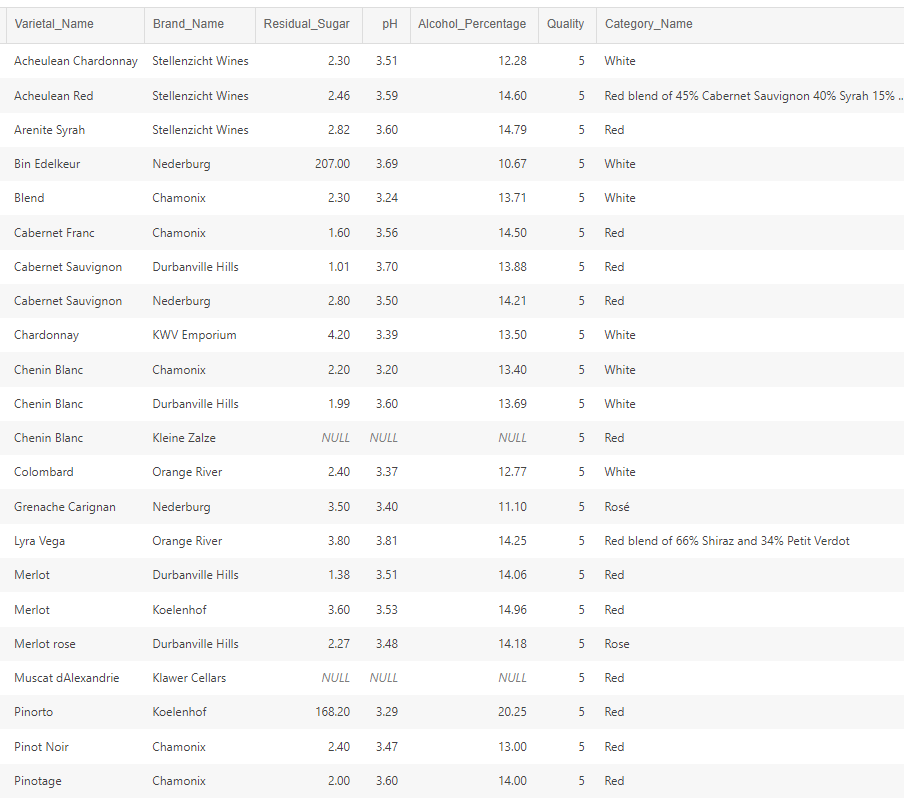 Varietal_Name Brand_Name Residual_Sugar pH Alcohol_Percentage Quality Category_Name
Acheulean Chardonnay Stellenzicht Wines 2.30 3.51 12.28 5 White
Acheulean Red Stellenzicht Wines 2.46 3.59 14.60 5 Red blend of 45% Cabernet Sauvignon 40% Syrah 15% ...
Arenite Syrah Stellenzicht Wines 2.82 3.60 14.79 5 Red
Bin Edelkeur Nederburg 207.00 3.69 10.67 5 White
Blend Chamonix 2.30 3.24 13.71 5 White
Cabernet Franc Chamonix 1.60 3.56 14.50 5 Red
Cabernet Sauvignon Durbanville Hills 1.01 3.70 13.88 5 Red
Cabernet Sauvignon Nederburg 2.80 3.50 14.21 5 Red
Chardonnay KWV Emporium 4.20 3.39 13.50 5 White
Chenin Blanc Chamonix 2.20 3.20 13.40 5 White
Chenin Blanc Durbanville Hills 1.99 3.60 13.69 5 White
Chenin Blanc Kleine Zalze NULL NULL NULL 5 Red
Colombard Orange River 2.40 3.37 12.77 5 White
Grenache Carignan Nederburg 3.50 3.40 11.10 5 Rosé
Lyra Vega Orange River 3.80 3.81 14.25 5 Red blend of 66% Shiraz and 34% Petit Verdot
Merlot Durbanville Hills 1.38 3.51 14.06 5 Red
Merlot Koelenhof 3.60 3.53 14.96 5 Red
Merlot rose Durbanville Hills 2.27 3.48 14.18 5 Rose
Muscat dAlexandrie Klawer Cellars NULL NULL NULL 5 Red
Pinorto Koelenhof 168.20 3.29 20.25 5 Red
Pinot Noir Chamonix 2.40 3.47 13.00 5 Red
Pinotage Chamonix 2.00 3.60 14.00 5 Red